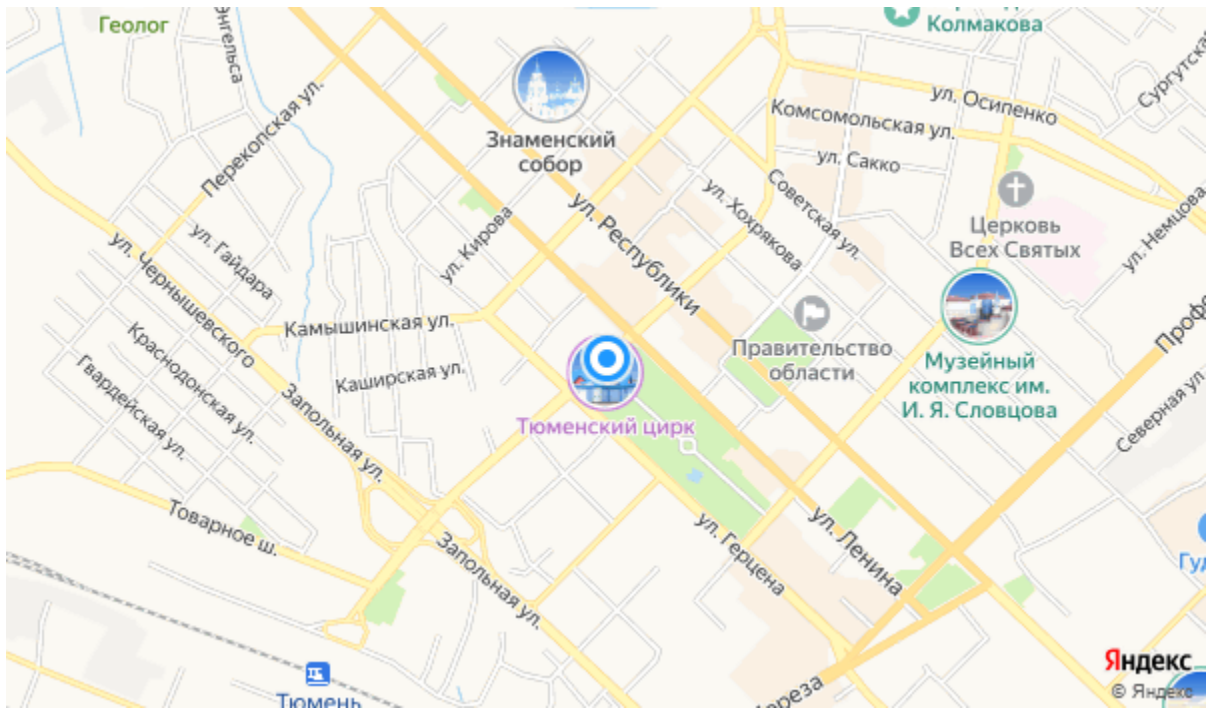 Геолог
Энгельса
Колмакова
Сургутская
Перекопская ул.
Знаменский
собор
ул. Осипенко
Комсомольская ул.
ул. Сакко
ул. Хохрякова
Советская ул.
Церковь
Всех Святых
ул. Немцова
ул. Гайдара
ул. Кирова
ул. Республики
ул. Чернышевского
Камышинская ул.
Каширская ул.
Краснодонская ул.
Гвардейская ул.
Правительство
области
Музейный
комплекс им.
И. Я. Словцова
Профс
Северная ул.
Тюменский цирк
Запольная ул.
Товарное ш.
Запольная ул.
ул. Герцена
ул. Ленина
Гуд
Тюмень
Мореза
Яндекс
© Яндекс